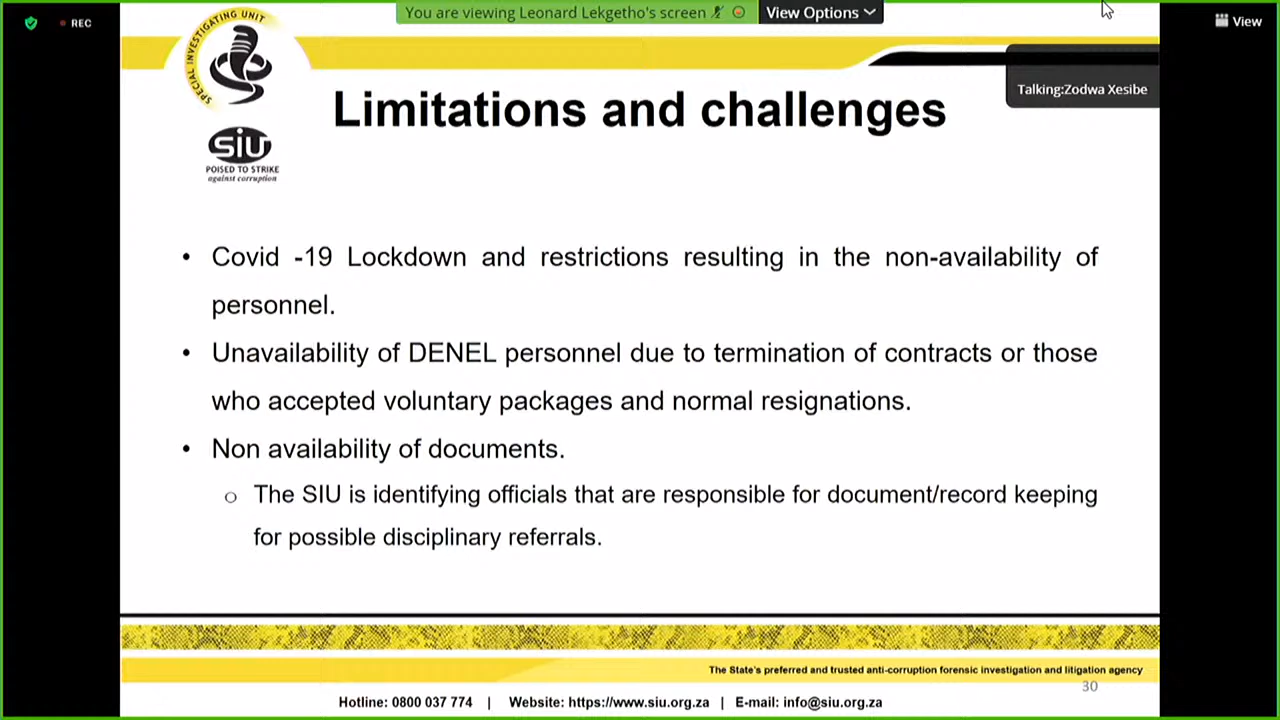 REC
You are viewing Leonard Lekgetho's screen
View Options
View
Talking:Zodwa Xesibe
SPECIAL INVESTIGATING UNIT
SIU
POISED TO STRIKE
against corruption
Limitations and challenges
• Covid -19 Lockdown and restrictions resulting in the non-availability of
personnel.
• Unavailability of DENEL personnel due to termination of contracts or those
who accepted voluntary packages and normal resignations.
• Non availability of documents.
o The SIU is identifying officials that are responsible for document/record keeping
for possible disciplinary referrals.
The State's preferred and trusted anti-corruption forensic investigation and litigation agency
30
Hotline: 0800 037 774 | Website: https://www.siu.org.za | E-mail: info@siu.org.za